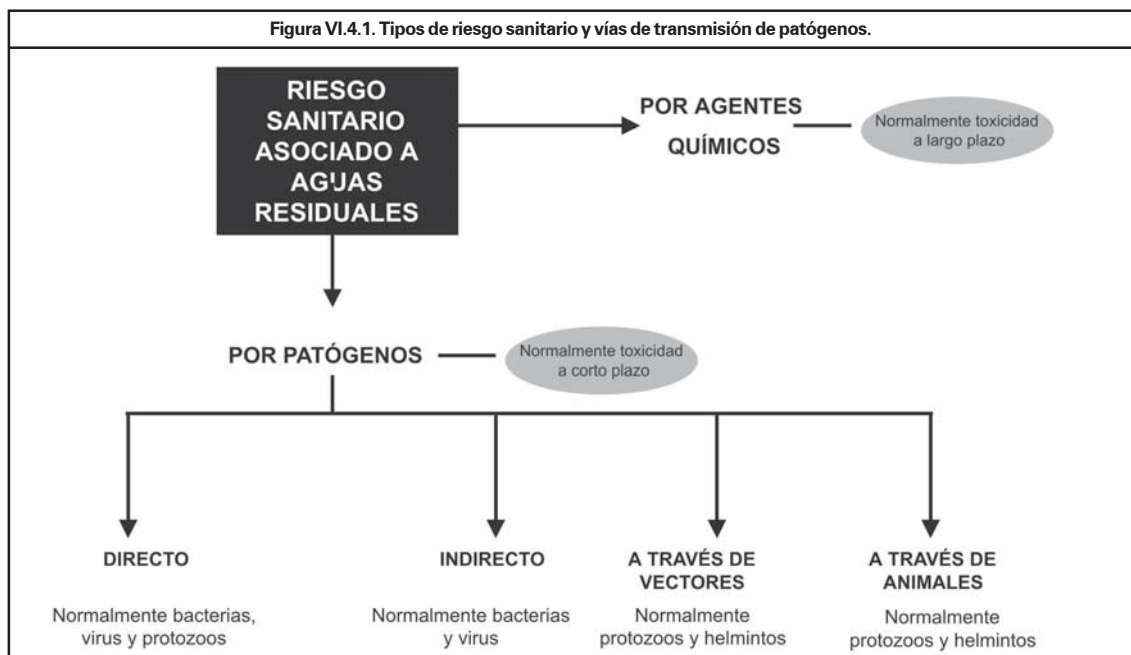 Figura VI.4.1. Tipos de riesgo sanitario y vías de transmisión de patógenos.
RIESGO
SANITARIO
ASOCIADO A
AGUAS
RESIDUALES
POR AGENTES
QUÍMICOS
Normalmente toxicidad
a largo plazo
POR PATÓGENOS
Normalmente toxicidad
a corto plazo
DIRECTO
Normalmente bacterias,
virus y protozoos
INDIRECTO
Normalmente bacterias
y virus
A TRAVÉS DE
VECTORES
Normalmente
protozoos y helmintos
A TRAVÉS DE
ANIMALES
Normalmente
protozoos y helmintos